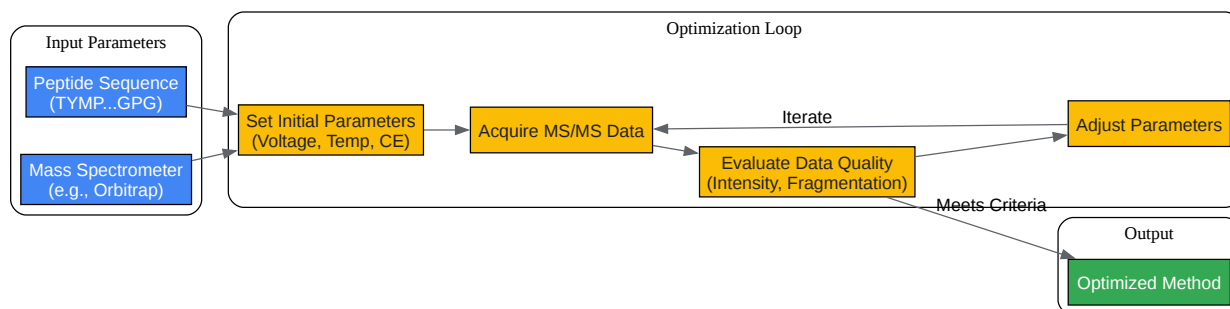 Input Parameters
Peptide Sequence
(TYMP...GPG)
Mass Spectrometer
(e.g., Orbitrap)
Optimization Loop
Set Initial Parameters
(Voltage, Temp, CE)
Acquire MS/MS Data
Iterate
Evaluate Data Quality
(Intensity, Fragmentation)
Adjust Parameters
Meets Criteria
Output
Optimized Method